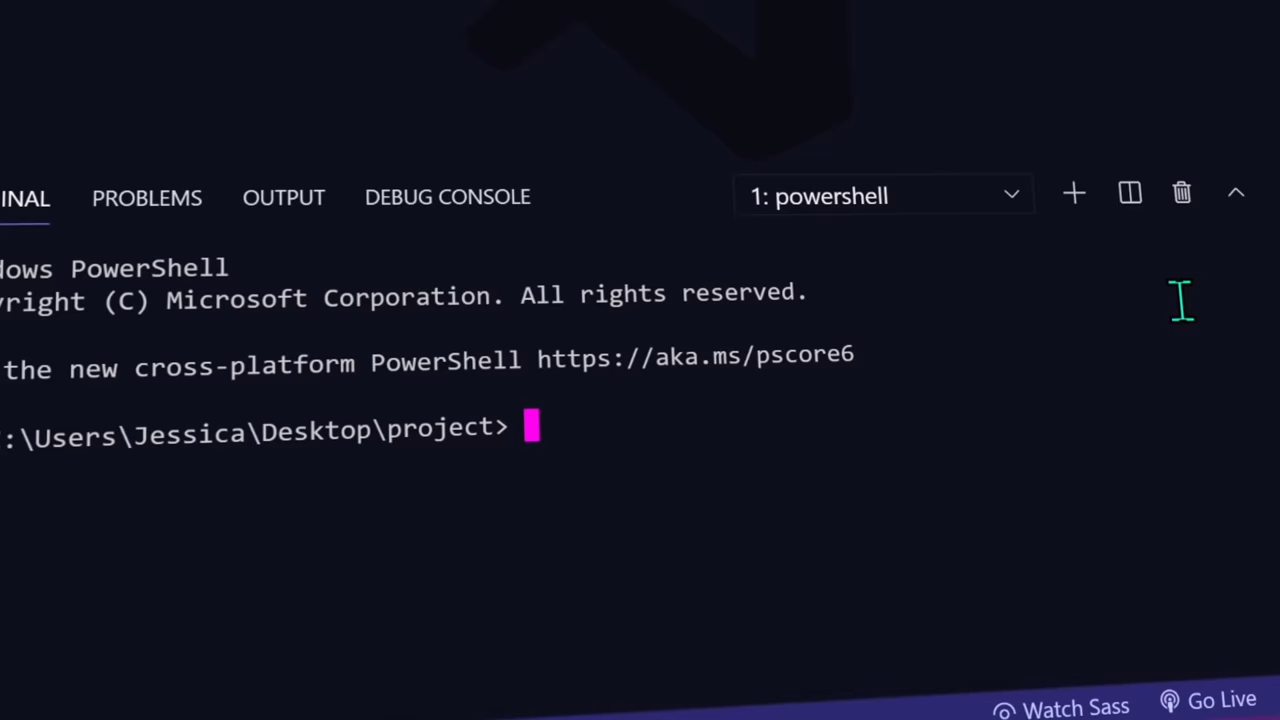 INAL PROBLEMS OUTPUT DEBUG CONSOLE 1: powershell
dows PowerShell
yright (C) Microsoft Corporation. All rights reserved.
the new cross-platform PowerShell https://aka.ms/pscore6
:\Users\Jessica\Desktop\project>
Watch Sass Go Live